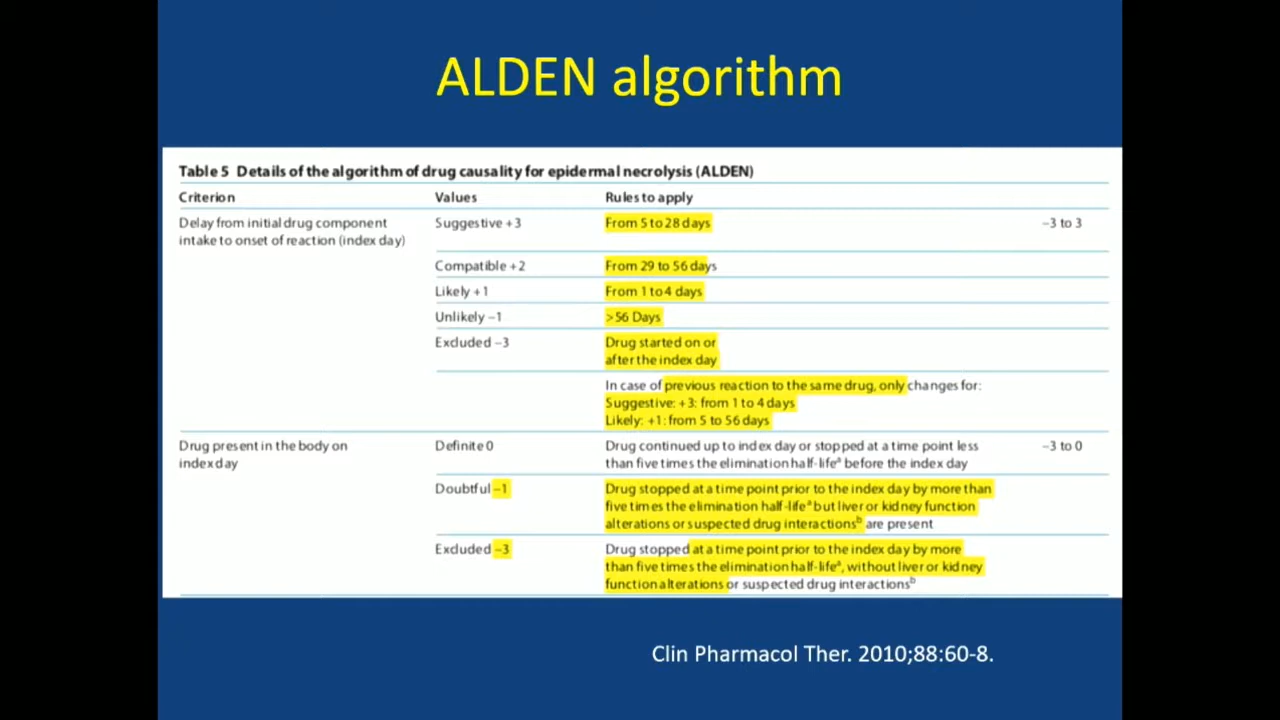 ALDEN algorithm
Table 5 Details of the algorithm of drug causality for epidermal necrolysis (ALDEN)
Criterion Values Rules to apply
Delay from initial drug component Suggestive +3 From 5 to 28 days −3 to 3
intake to onset of reaction (index day)
Compatible +2 From 29 to 56 days
Likely +1 From 1 to 4 days
Unlikely −1 >56 Days
Excluded −3 Drug started on or
after the index day
In case of previous reaction to the same drug, only changes for:
Suggestive: +3: from 1 to 4 days
Likely: +1: from 5 to 56 days
Drug present in the body on Definite 0 Drug continued up to index day or stopped at a time point less −3 to 0
index day than five times the elimination half-lifeᵃ before the index day
Doubtful −1 Drug stopped at a time point prior to the index day by more than
five times the elimination half-lifeᵃ but liver or kidney function
alterations or suspected drug interactionsᵇ are present
Excluded −3 Drug stopped at a time point prior to the index day by more
than five times the elimination half-lifeᵃ, without liver or kidney
function alterations or suspected drug interactionsᵇ
Clin Pharmacol Ther. 2010;88:60-8.